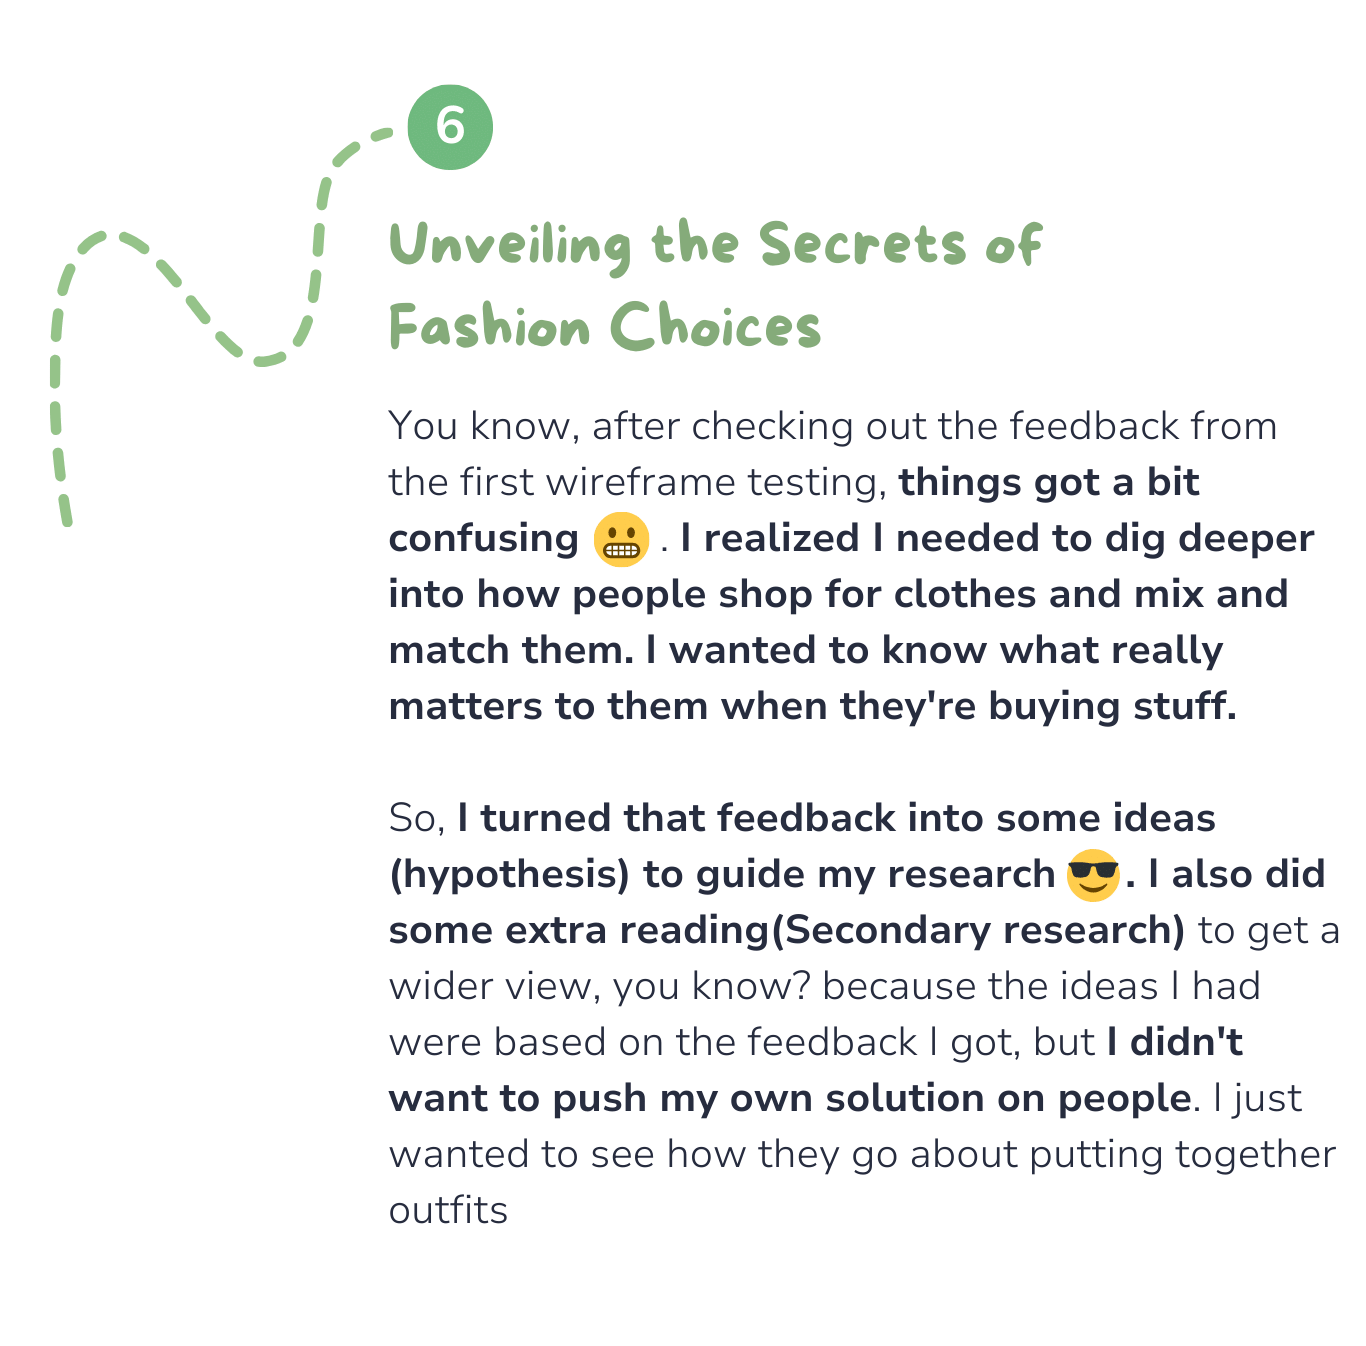 6
Unveiling the Secrets of
Fashion Choices
You know, after checking out the feedback from
the first wireframe testing, things got a bit
confusing 😬 . I realized I needed to dig deeper
into how people shop for clothes and mix and
match them. I wanted to know what really
matters to them when they're buying stuff.
So, I turned that feedback into some ideas
(hypothesis) to guide my research 😎. I also did
some extra reading(Secondary research) to get a
wider view, you know? because the ideas I had
were based on the feedback I got, but I didn't
want to push my own solution on people. I just
wanted to see how they go about putting together
outfits